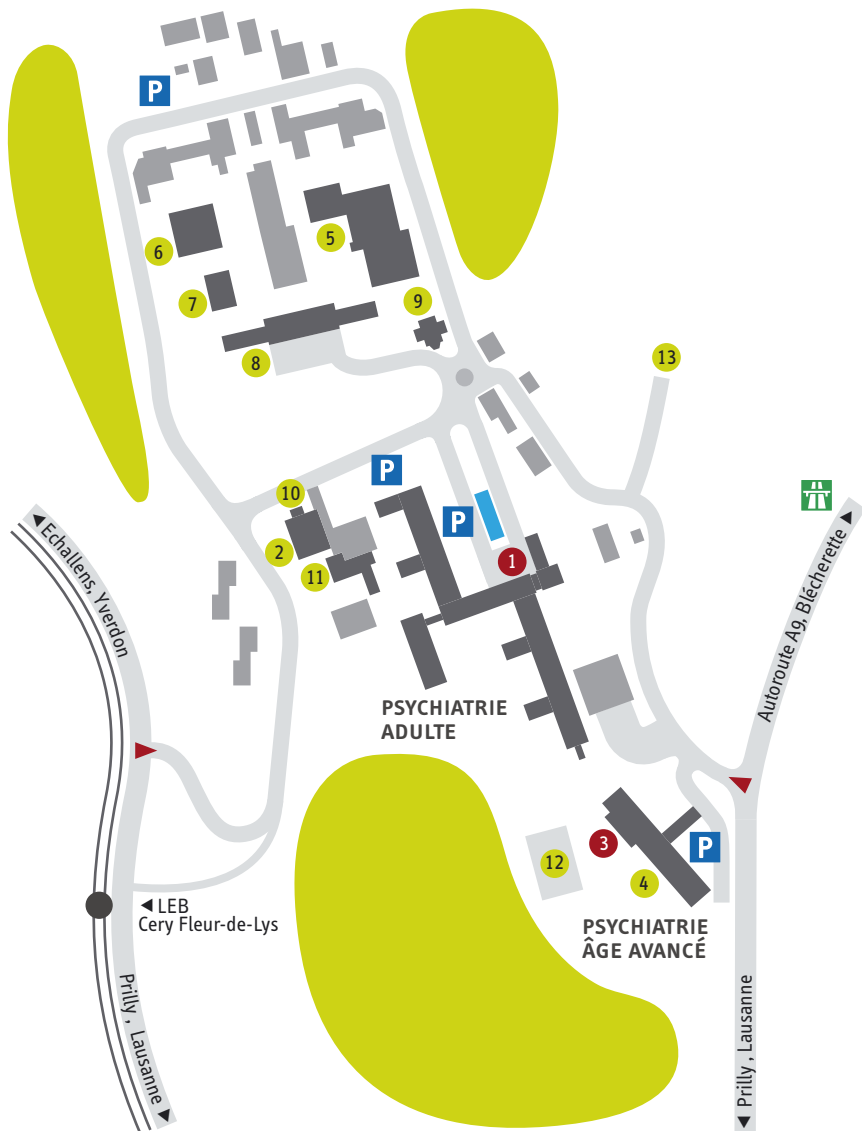 P
6
5
7
9
8
13
10
P
P
2
1
11
◄Echallens, Yverdon
Autoroute A9, Blécherette ►
PSYCHIATRIE
ADULTE
3
12
P
4
◄ LEB
Cery Fleur-de-Lys
PSYCHIATRIE
ÂGE AVANCÉ
Prilly , Lausanne ►
◄ Prilly , Lausanne